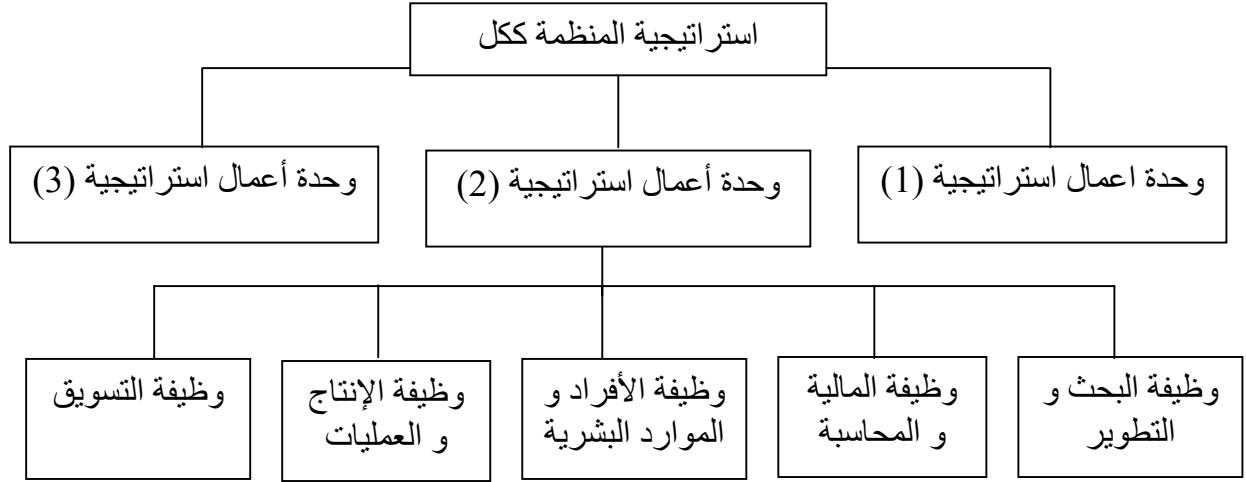 استراتيجية المنظمة ككل
وحدة اعمال استراتيجية (1)
وحدة أعمال استراتيجية (2)
وحدة أعمال استراتيجية (3)
وظيفة البحث و
التطوير
وظيفة المالية
و المحاسبة
وظيفة الأفراد و
الموارد البشرية
وظيفة الإنتاج
و العمليات
وظيفة التسويق